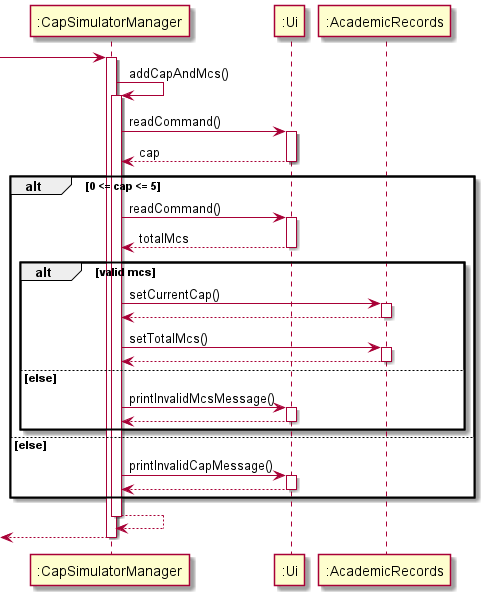 :CapSimulatorManager :Ui :AcademicRecords
addCapAndMcs()
readCommand()
cap
alt [0 <= cap <= 5]
readCommand()
totalMcs
alt [valid mcs]
setCurrentCap()
setTotalMcs()
[else]
printInvalidMcsMessage()
[else]
printInvalidCapMessage()
:CapSimulatorManager :Ui :AcademicRecords